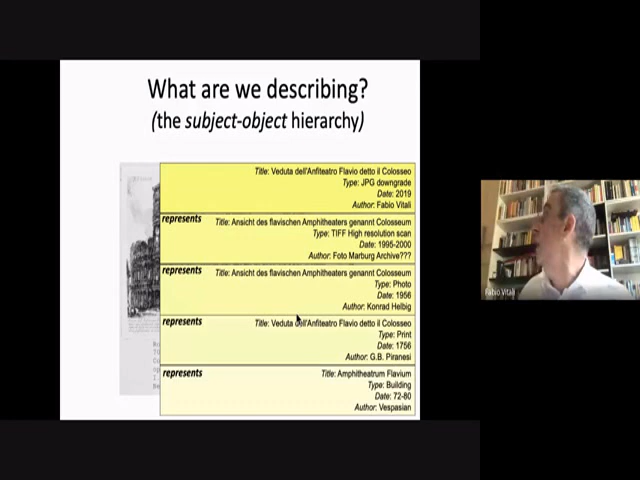 What are we describing?
(the subject-object hierarchy)
Title: Veduta dell'Anfiteatro Flavio detto il Colosseo
Type: JPG downgrade
Date: 2019
Author: Fabio Vitali
represents
Title: Ansicht des flavischen Amphitheaters genannt Colosseum
Type: TIFF High resolution scan
Date: 1995-2000
Author: Foto Marburg Archive???
represents
Title: Ansicht des flavischen Amphitheaters genannt Colosseum
Type: Photo
Date: 1956
Author: Konrad Helbig
represents
Title: Veduta dell'Anfiteatro Flavio detto il Colosseo
Type: Print
Date: 1756
Author: G.B. Piranesi
represents
Title: Amphitheatrum Flavium
Type: Building
Date: 72-80
Author: Vespasian
Fabio Vitali